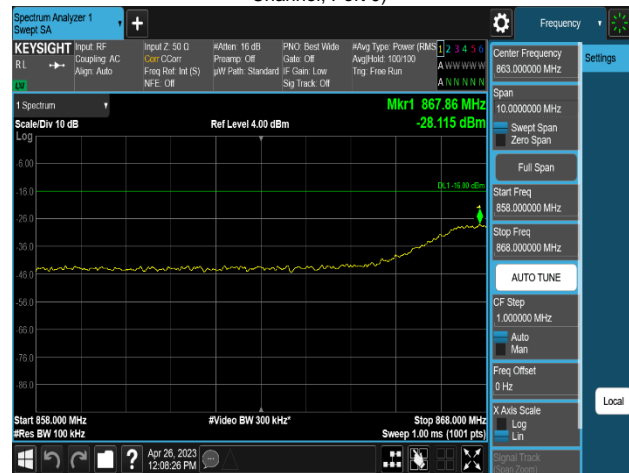 Channel, Port 0)
Spectrum Analyzer 1
Swept SA
Frequency
KEYSIGHT
RL
Input: RF
Coupling: AC
Align: Auto
Input Z: 50 Ω
Corr CCorr
Freq Ref: Int (S)
NFE: Off
#Atten: 16 dB
Preamp: Off
µW Path: Standard
PNO: Best Wide
Gate: Off
IF Gain: Low
Sig Track: Off
#Avg Type: Power (RMS
Avg|Hold: 100/100
Trig: Free Run
1 2 3 4 5 6
A W W W W W
A N N N N N
Center Frequency
863.000000 MHz
Settings
1 Spectrum
Scale/Div 10 dB
Log
Ref Level 4.00 dBm
Mkr1 867.86 MHz
-28.115 dBm
DL1 -16.00 dBm
1
-6.00
-16.0
-26.0
-36.0
-46.0
-56.0
-66.0
-76.0
-86.0
Span
10.0000000 MHz
Swept Span
Zero Span
Full Span
Start Freq
858.000000 MHz
Stop Freq
868.000000 MHz
AUTO TUNE
CF Step
1.000000 MHz
Auto
Man
Freq Offset
0 Hz
X Axis Scale
Log
Lin
Signal Track
(Span Zoom)
Local
Start 858.000 MHz
#Res BW 100 kHz
#Video BW 300 kHz*
Stop 868.000 MHz
Sweep 1.00 ms (1001 pts)
?
Apr 26, 2023
12:08:26 PM